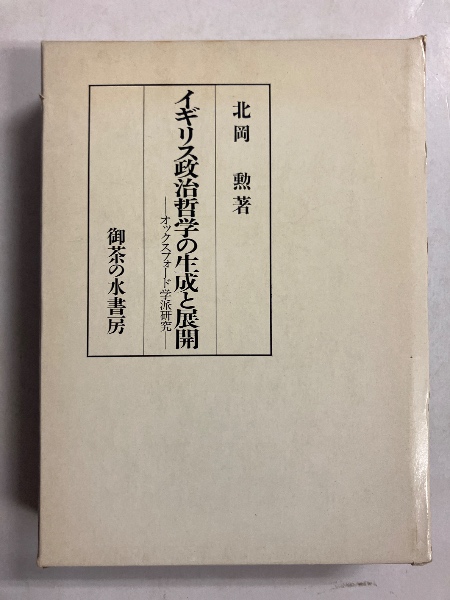 北岡 勲著
イギリス政治哲学の生成と展開
―オックスフォード学派研究―
御茶の水書房